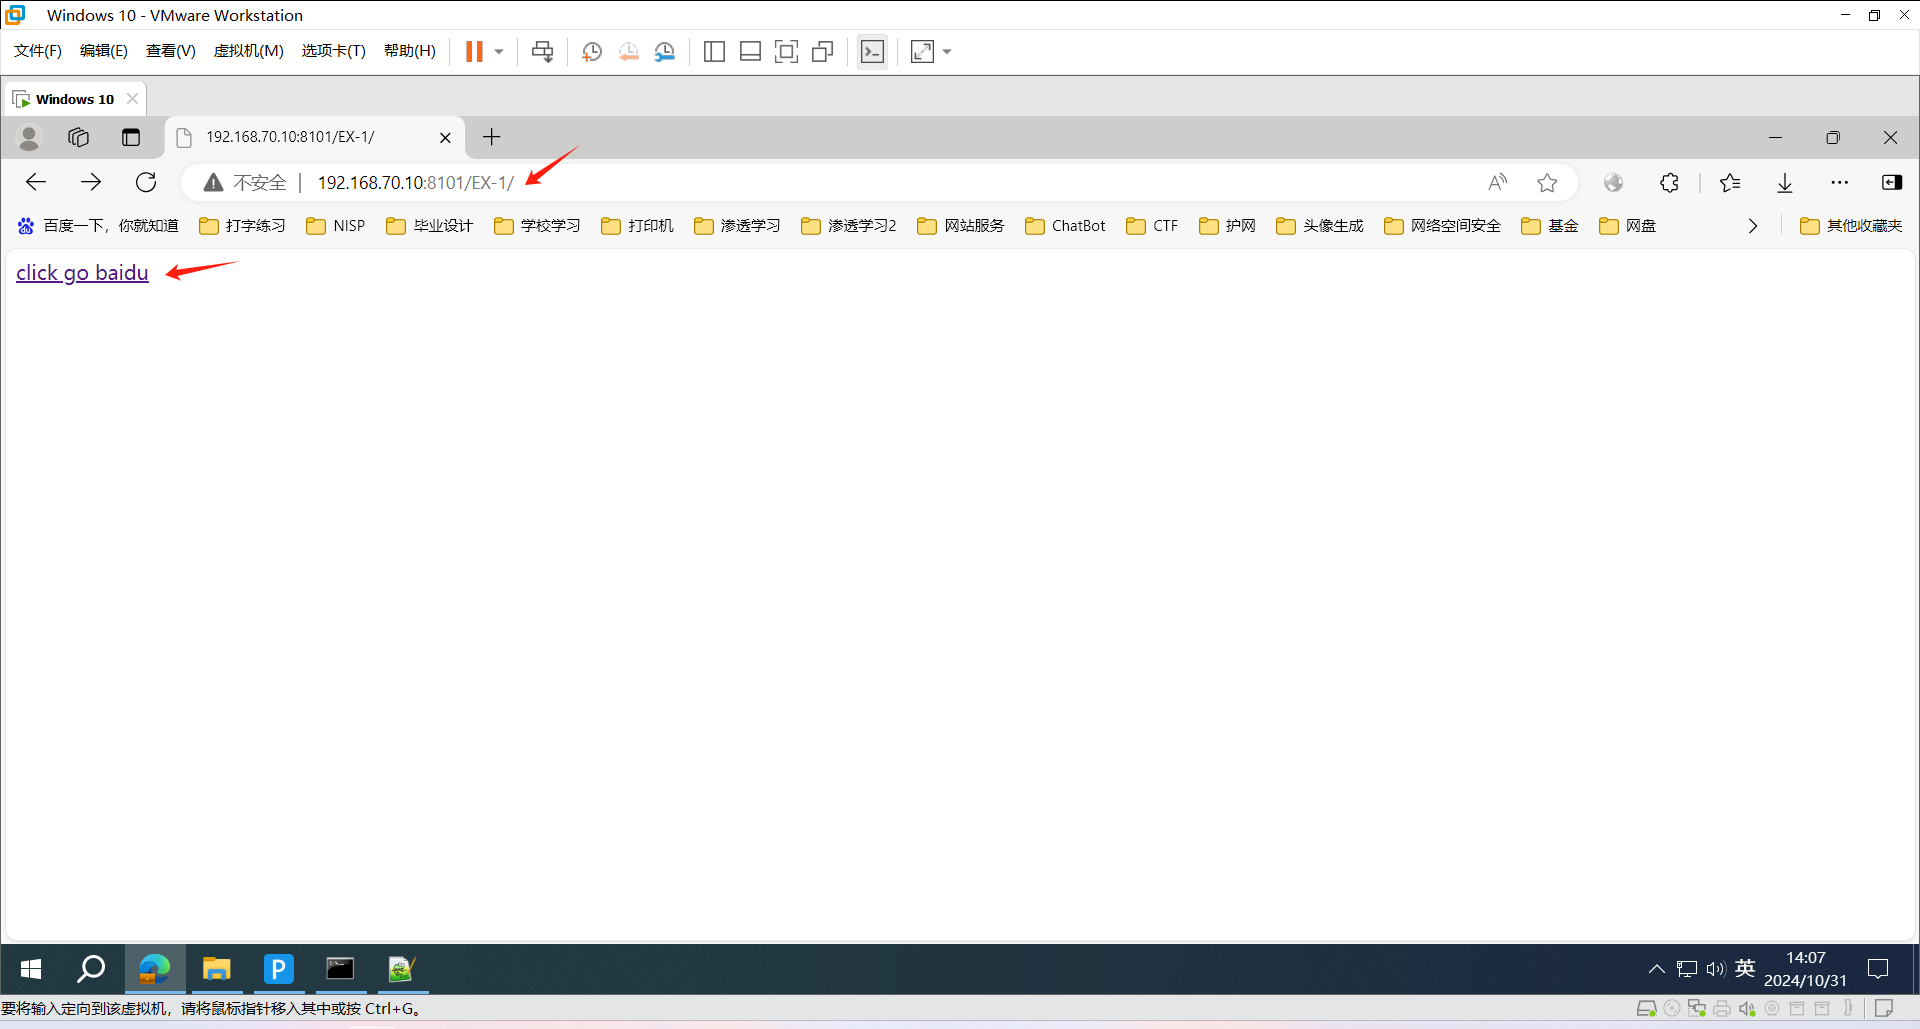 Windows 10 - VMware Workstation
文件(F) 编辑(E) 查看(V) 虚拟机(M) 选项卡(T) 帮助(H)
Windows 10
192.168.70.10:8101/EX-1/
不安全 192.168.70.10:8101/EX-1/
百度一下，你就知道 打字练习 NISP 毕业设计 学校学习 打印机 渗透学习 渗透学习2 网站服务 ChatBot CTF 护网 头像生成 网络空间安全 基金 网盘 其他收藏夹
click go baidu
P
英
14:07
2024/10/31
要将输入定向到该虚拟机，请将鼠标指针移入其中或按 Ctrl+G。